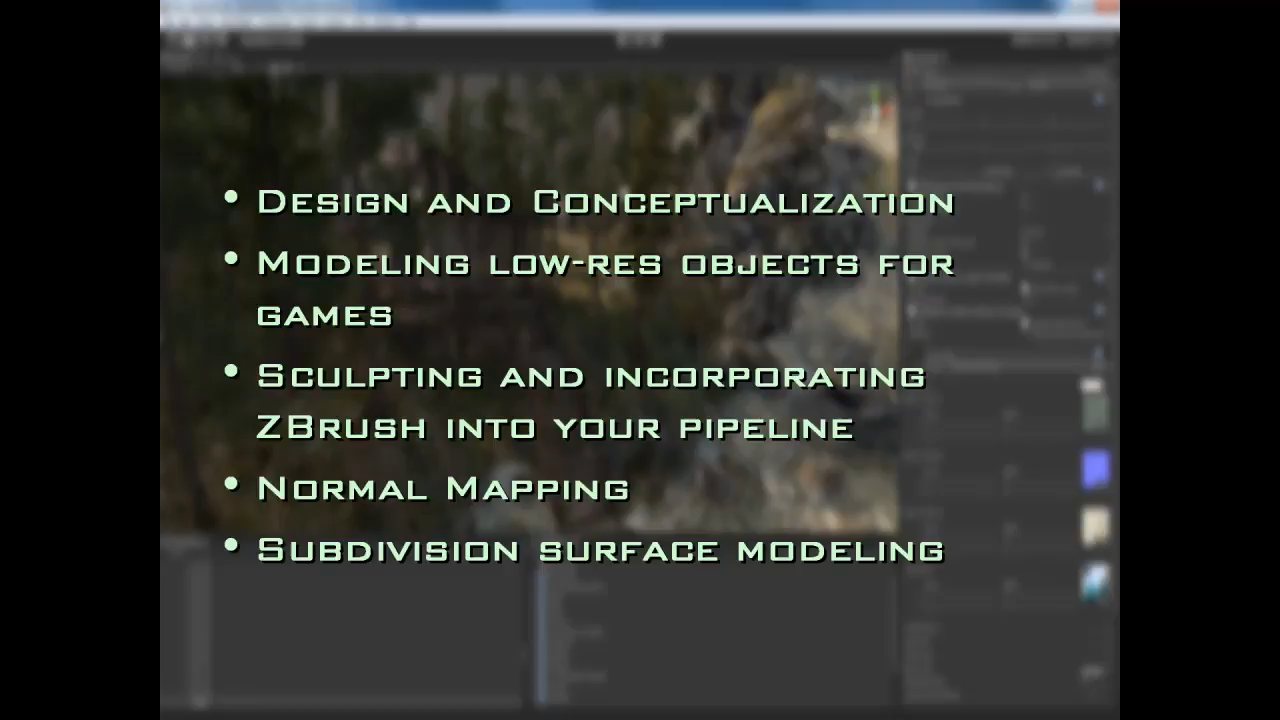 • Design and Conceptualization
• Modeling low-res objects for
games
• Sculpting and incorporating
ZBrush into your pipeline
• Normal Mapping
• Subdivision surface modeling